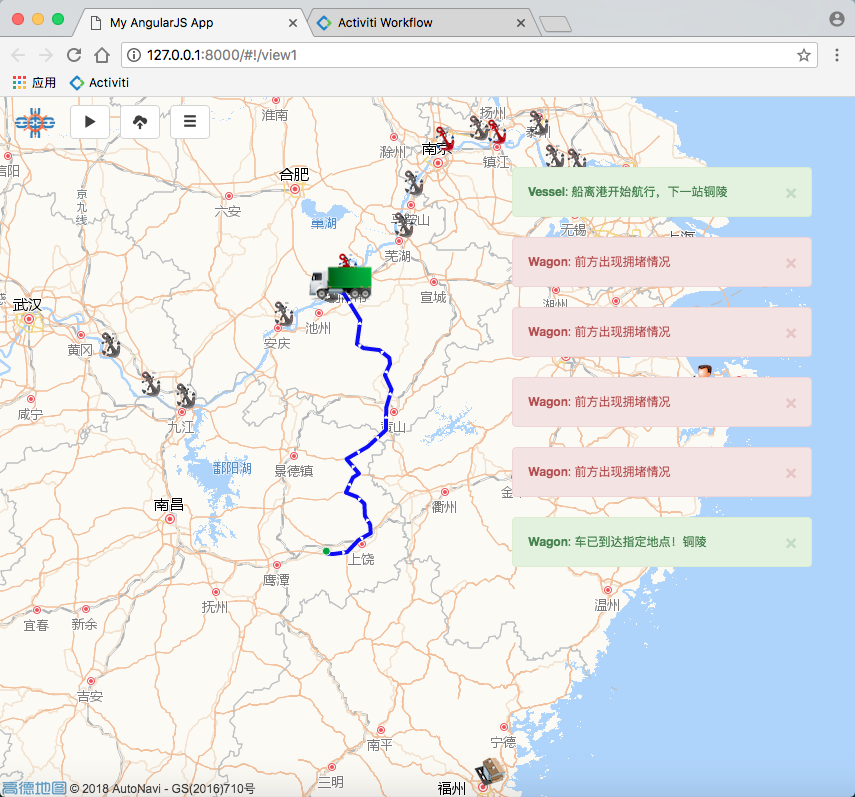 My AngularJS App
Activiti Workflow
127.0.0.1:8000/#!/view1
应用
Activiti
淮南
扬州
泰州
滁州
南京
镇江
信阳
京九线
合肥
六安
巢湖
马鞍山
芜湖
Vessel: 船离港开始航行，下一站铜陵
无锡
上海
Wagon: 前方出现拥堵情况
宣城
湖州
武汉
黄冈
池州
安庆
Wagon: 前方出现拥堵情况
咸宁
九江
黄山
Wagon: 前方出现拥堵情况
鄱阳湖
景德镇
Wagon: 前方出现拥堵情况
南昌
衢州
金
Wagon: 车已到达指定地点！铜陵
上饶
鹰潭
抚州
温州
宜春
新余
吉安
南平
宁德
三明
福州
高德地图 © 2018 AutoNavi - GS(2016)710号